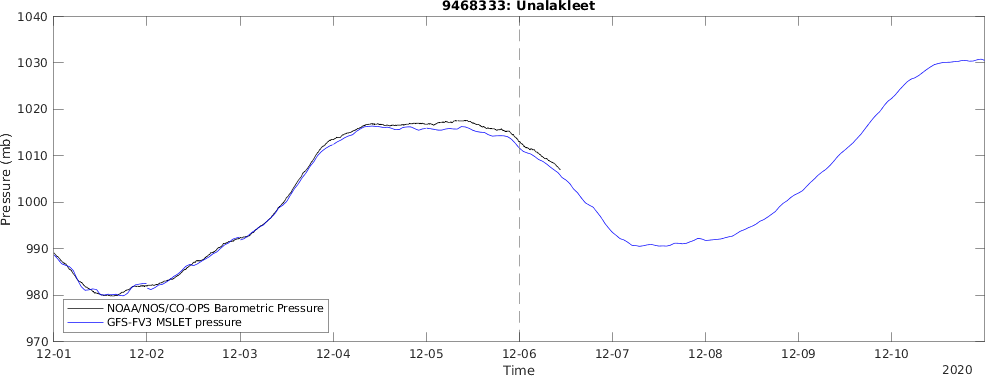 9468333: Unalakleet
Pressure (mb)
1040
1030
1020
1010
1000
990
980
970
NOAA/NOS/CO-OPS Barometric Pressure
GFS-FV3 MSLET pressure
12-01 12-02 12-03 12-04 12-05 12-06 12-07 12-08 12-09 12-10
Time
2020